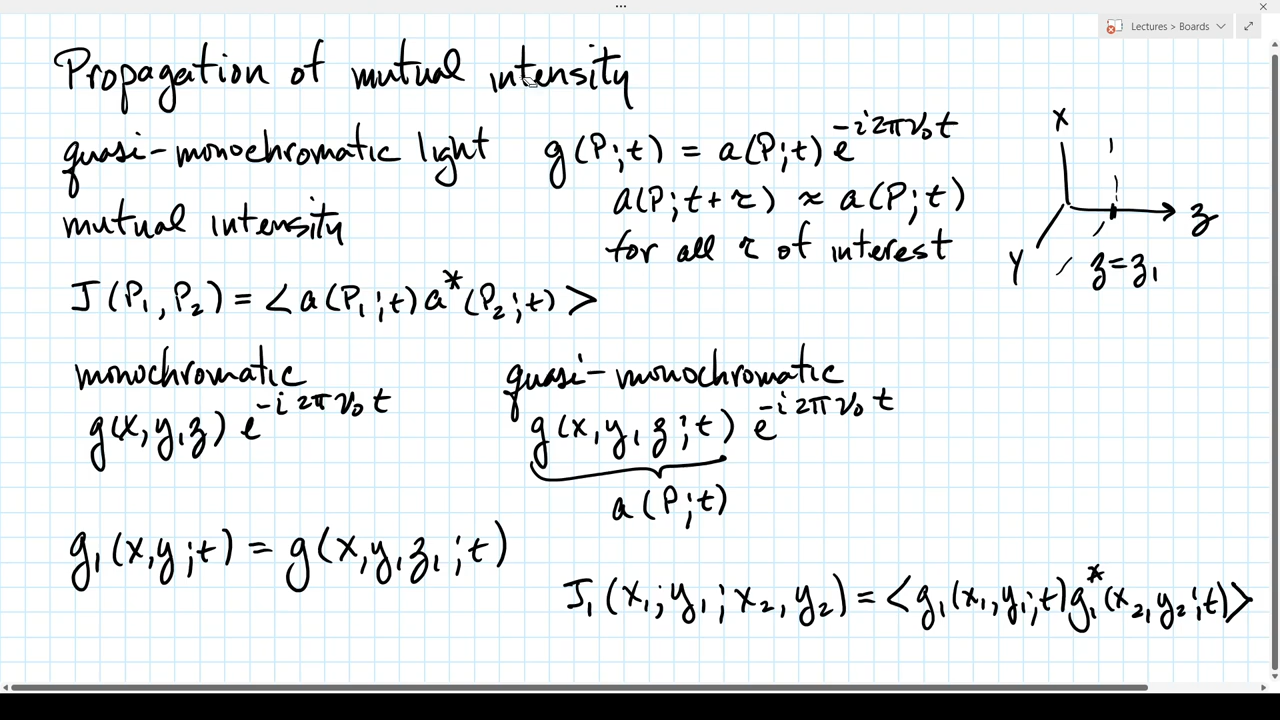 Lectures > Boards
Propagation of mutual intensity
quasi-monochromatic light g(P;t) = a(P;t) e^{-i2πν₀t}
a(P;t+τ) ≈ a(P;t)
for all τ of interest
mutual intensity
x
y
z
z=z₁
J(P₁,P₂) = <a(P₁;t)a*(P₂;t)>
monochromatic
g(x,y,z) e^{-i2πν₀t}
quasi-monochromatic
g(x,y,z;t) e^{-i2πν₀t}
a(P;t)
g₁(x,y;t) = g(x,y,z₁;t)
J₁(x₁;y₁;x₂,y₂) = <g₁(x₁,y₁;t)g₁*(x₂,y₂;t)>